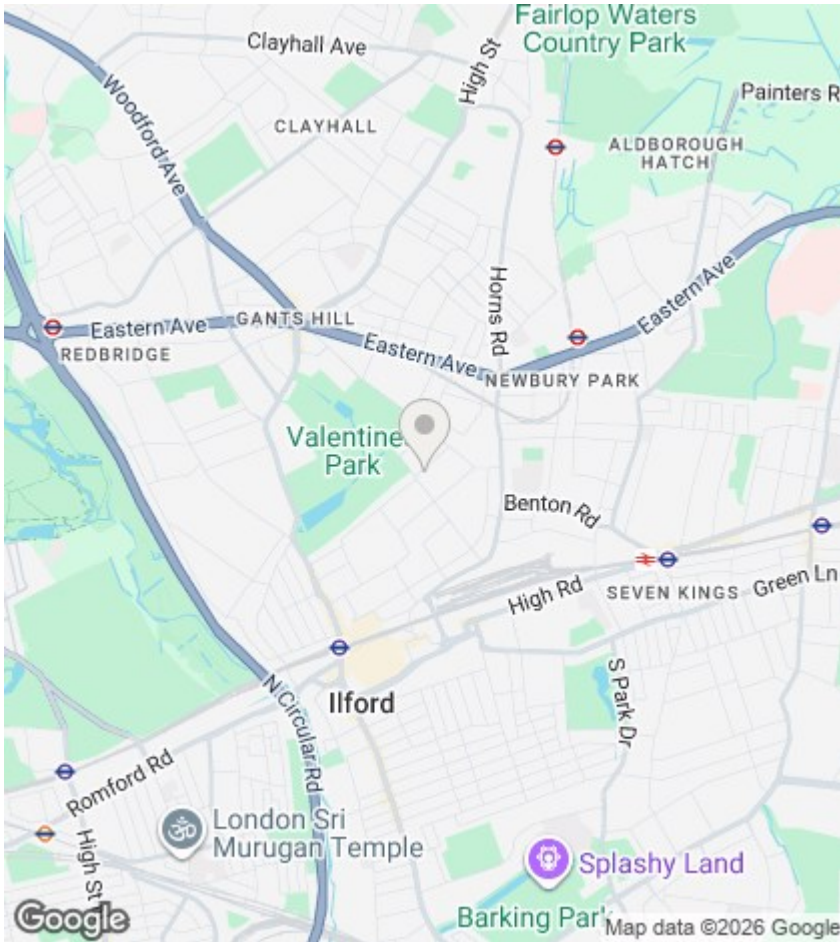 Fairlop Waters
Country Park
Clayhall Ave
High St
Painters R
Woodford Ave
CLAYHALL
ALDBOROUGH
HATCH
Horns Rd
Eastern Ave
GANTS HILL
Eastern Ave
REDBRIDGE
Eastern Ave
NEWBURY PARK
Valentine
Park
Benton Rd
High Rd
SEVEN KINGS
Green Ln
N Circular Rd
Ilford
S Park Dr
Romford Rd
High St
London Sri
Murugan Temple
Splashy Land
Barking Park
Google
Map data ©2026 Google